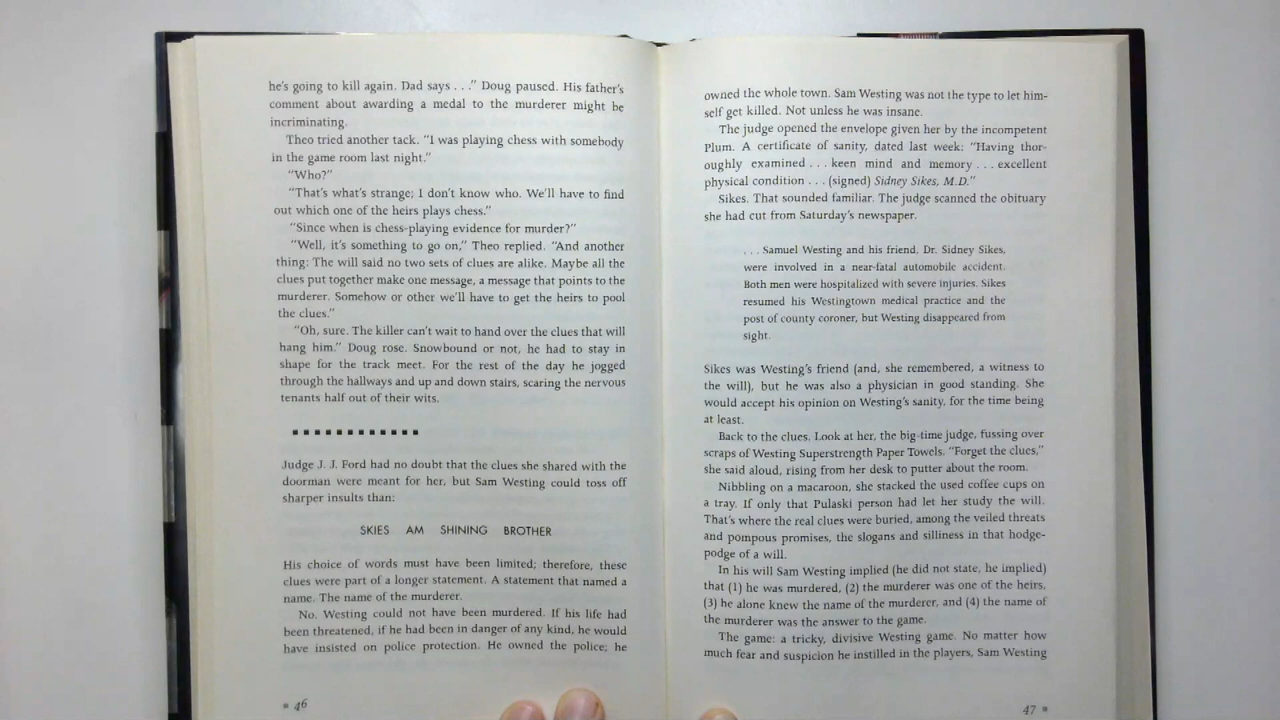 he's going to kill again. Dad says . . ." Doug paused. His father's
comment about awarding a medal to the murderer might be
incriminating.
Theo tried another tack. "I was playing chess with somebody
in the game room last night."
"Who?"
"That's what's strange; I don't know who. We'll have to find
out which one of the heirs plays chess."
"Since when is chess-playing evidence for murder?"
"Well, it's something to go on," Theo replied. "And another
thing: The will said no two sets of clues are alike. Maybe all the
clues put together make one message, a message that points to the
murderer. Somehow or other we'll have to get the heirs to pool
the clues."
"Oh, sure. The killer can't wait to hand over the clues that will
hang him." Doug rose. Snowbound or not, he had to stay in
shape for the track meet. For the rest of the day he jogged
through the hallways and up and down stairs, scaring the nervous
tenants half out of their wits.
Judge J. J. Ford had no doubt that the clues she shared with the
doorman were meant for her, but Sam Westing could toss off
sharper insults than:
SKIES AM SHINING BROTHER
His choice of words must have been limited; therefore, these
clues were part of a longer statement. A statement that named a
name. The name of the murderer.
No. Westing could not have been murdered. If his life had
been threatened, if he had been in danger of any kind, he would
have insisted on police protection. He owned the police; he
46
owned the whole town. Sam Westing was not the type to let him-
self get killed. Not unless he was insane.
The judge opened the envelope given her by the incompetent
Plum. A certificate of sanity, dated last week: "Having thor-
oughly examined . . . keen mind and memory . . . excellent
physical condition . . . (signed) Sidney Sikes, M.D."
Sikes. That sounded familiar. The judge scanned the obituary
she had cut from Saturday's newspaper.
. . . Samuel Westing and his friend, Dr. Sidney Sikes,
were involved in a near-fatal automobile accident.
Both men were hospitalized with severe injuries. Sikes
resumed his Westingtown medical practice and the
post of county coroner, but Westing disappeared from
sight.
Sikes was Westing's friend (and, she remembered, a witness to
the will), but he was also a physician in good standing. She
would accept his opinion on Westing's sanity, for the time being
at least.
Back to the clues. Look at her, the big-time judge, fussing over
scraps of Westing Superstrength Paper Towels. "Forget the clues,"
she said aloud, rising from her desk to putter about the room.
Nibbling on a macaroon, she stacked the used coffee cups on
a tray. If only that Pulaski person had let her study the will.
That's where the real clues were buried, among the veiled threats
and pompous promises, the slogans and silliness in that hodge-
podge of a will.
In his will Sam Westing implied (he did not state, he implied)
that (1) he was murdered, (2) the murderer was one of the heirs,
(3) he alone knew the name of the murderer, and (4) the name of
the murderer was the answer to the game.
The game: a tricky, divisive Westing game. No matter how
much fear and suspicion he instilled in the players, Sam Westing
47